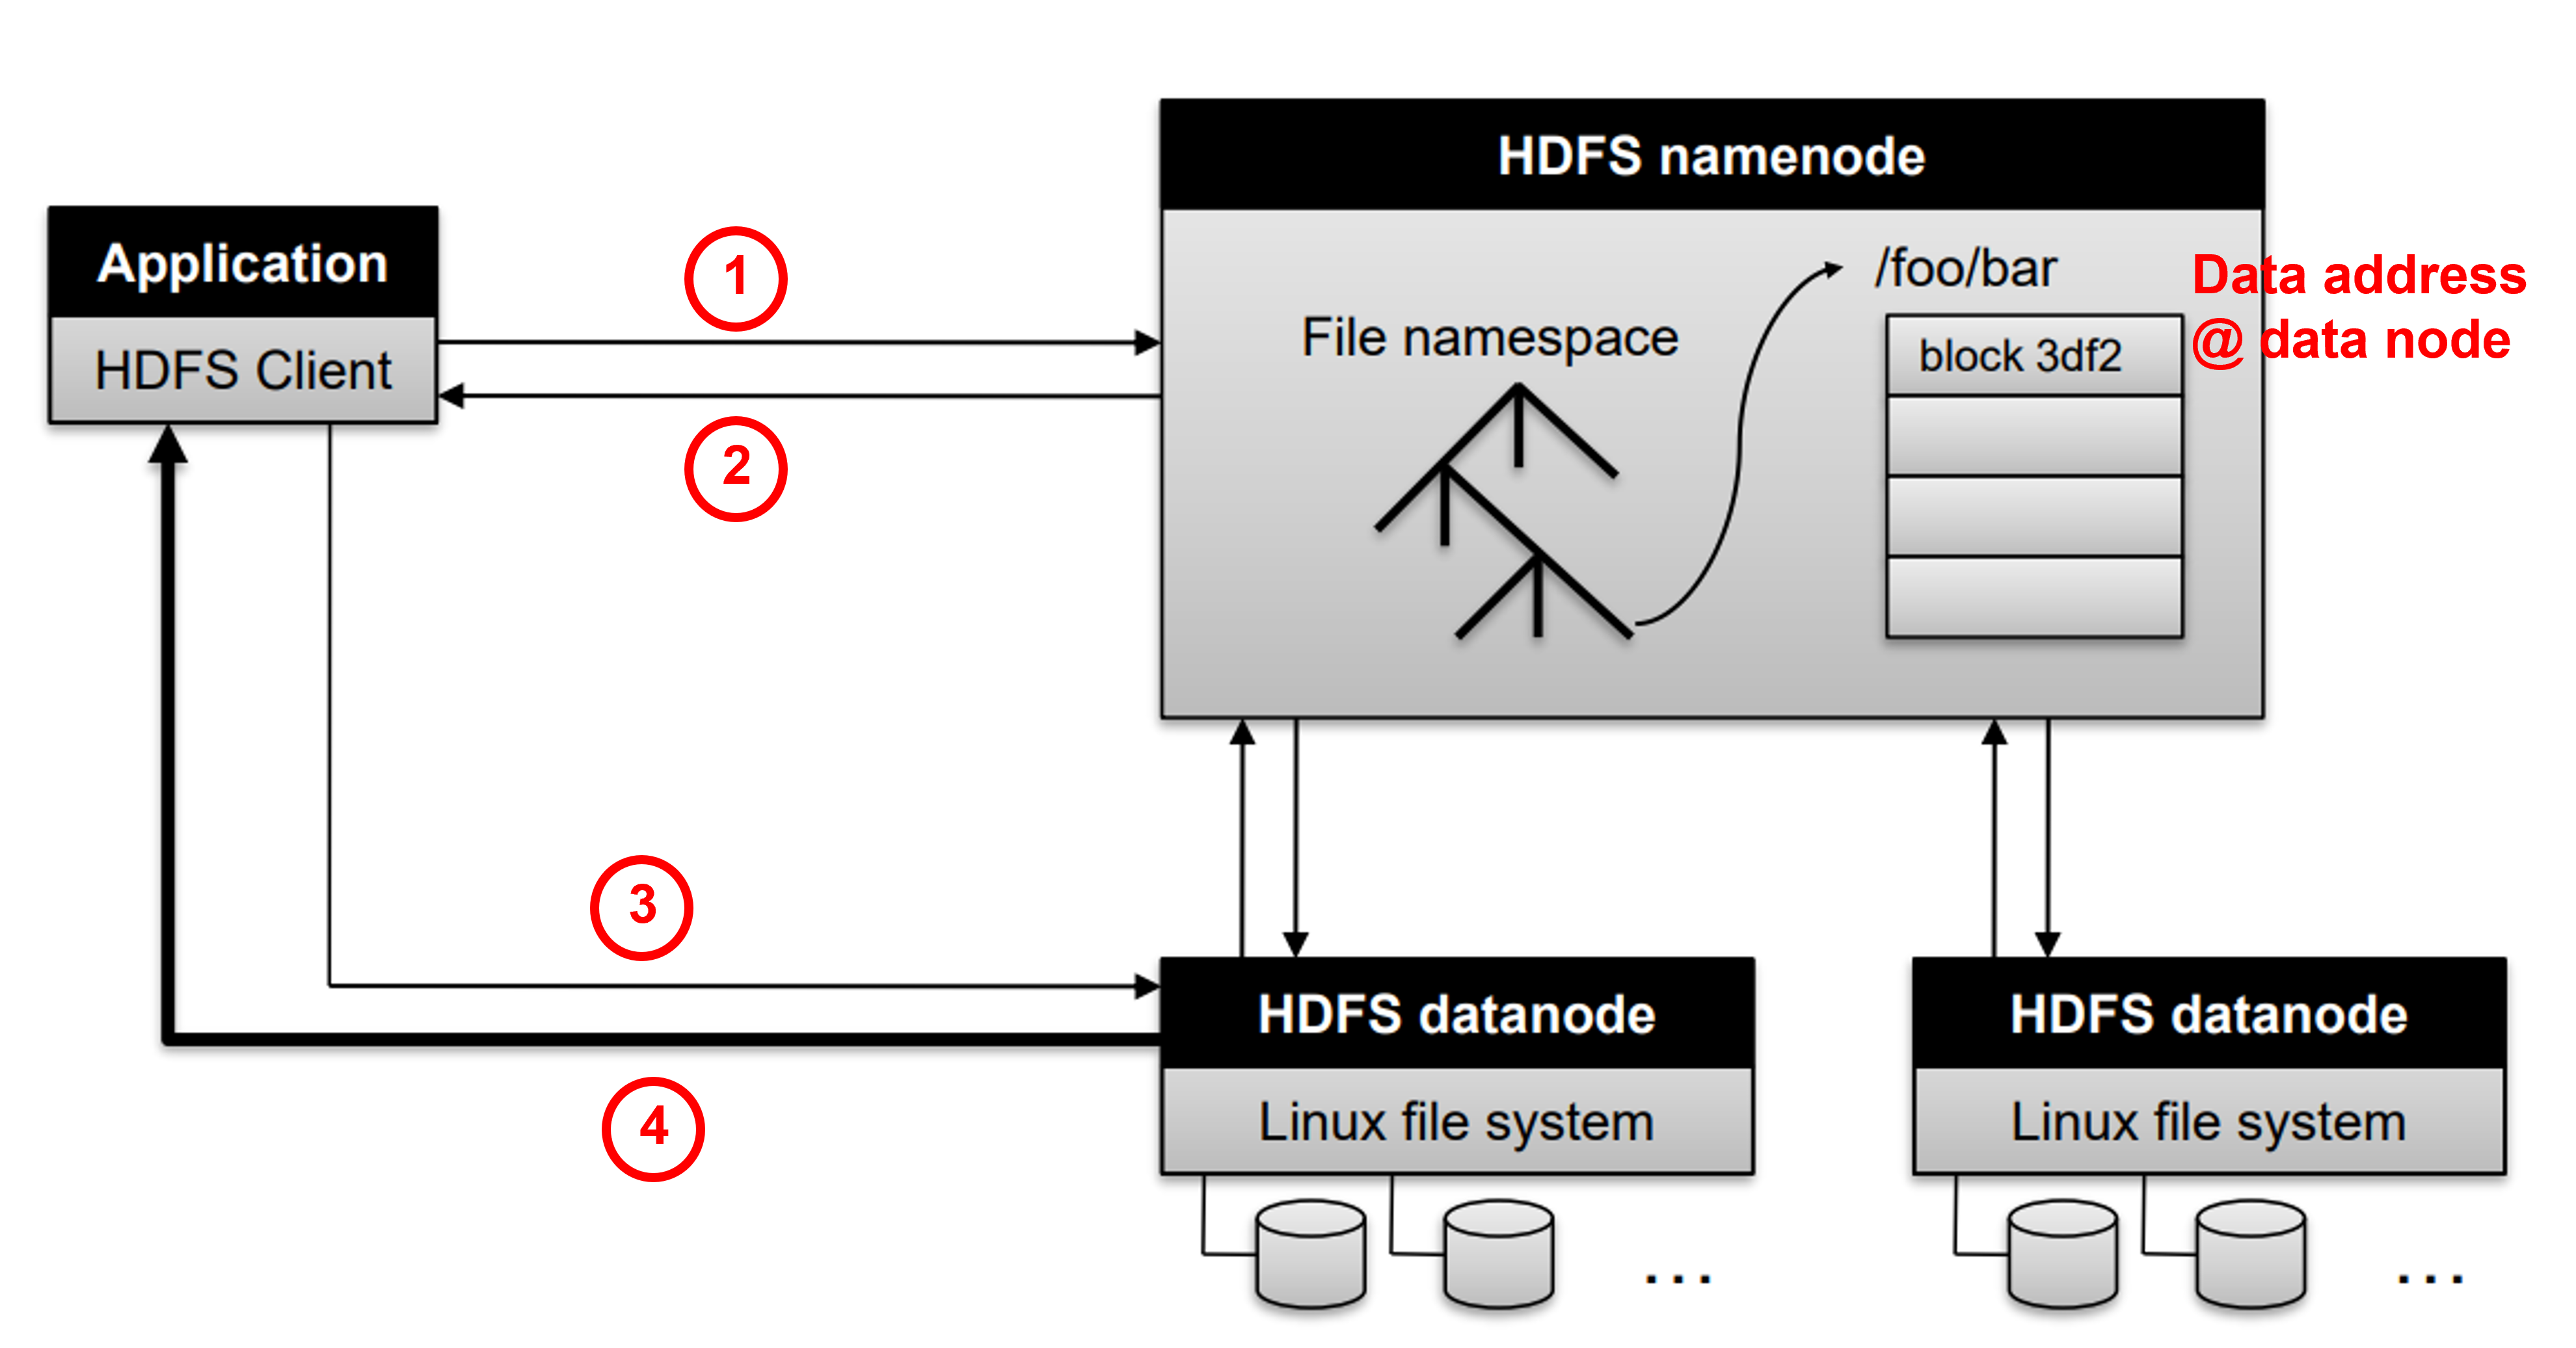 HDFS namenode
Application
HDFS Client
1
2
File namespace
/foo/bar
block 3df2
Data address
@ data node
3
4
HDFS datanode
Linux file system
. . .
HDFS datanode
Linux file system
. . .